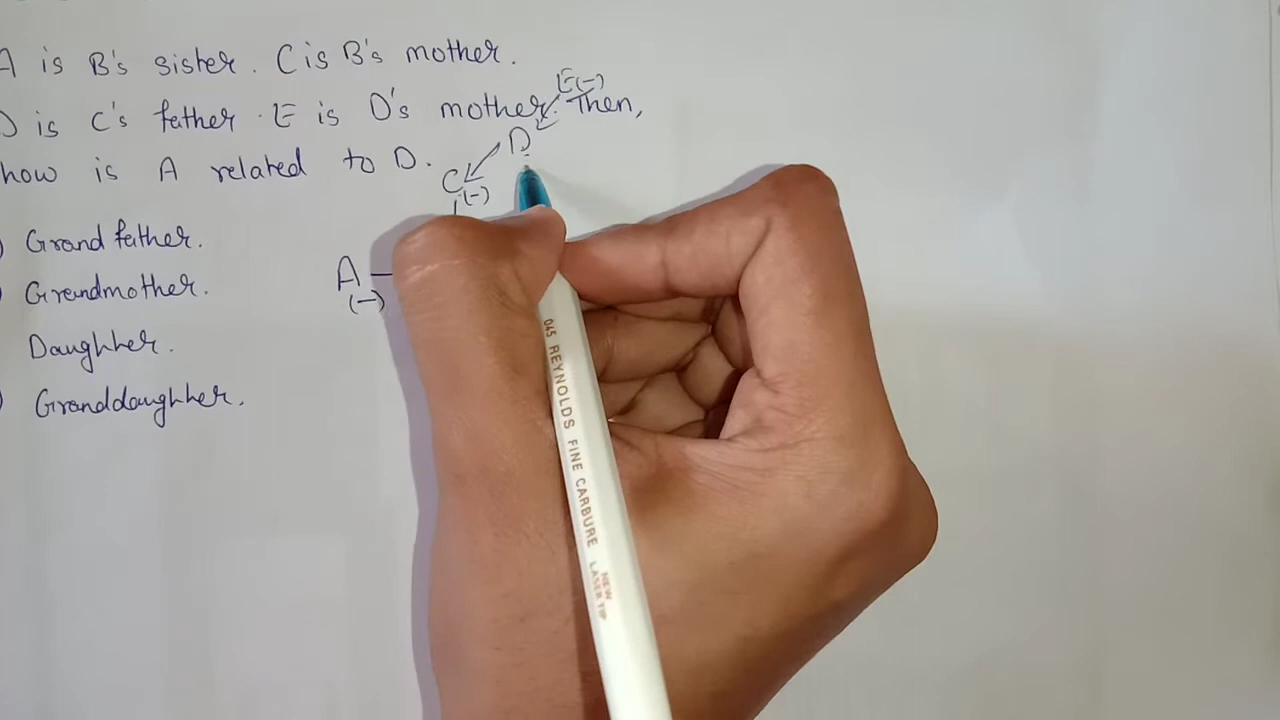 A is B's sister. C is B's mother.
D is C's father. E is D's mother. Then,
how is A related to D.
E(-)
D
C
(-)
) Grand father.
A —
(-)
) Grandmother.
Daughter.
) Granddaughter.
045 REYNOLDS FINE CARBURE NEW LASER TIP